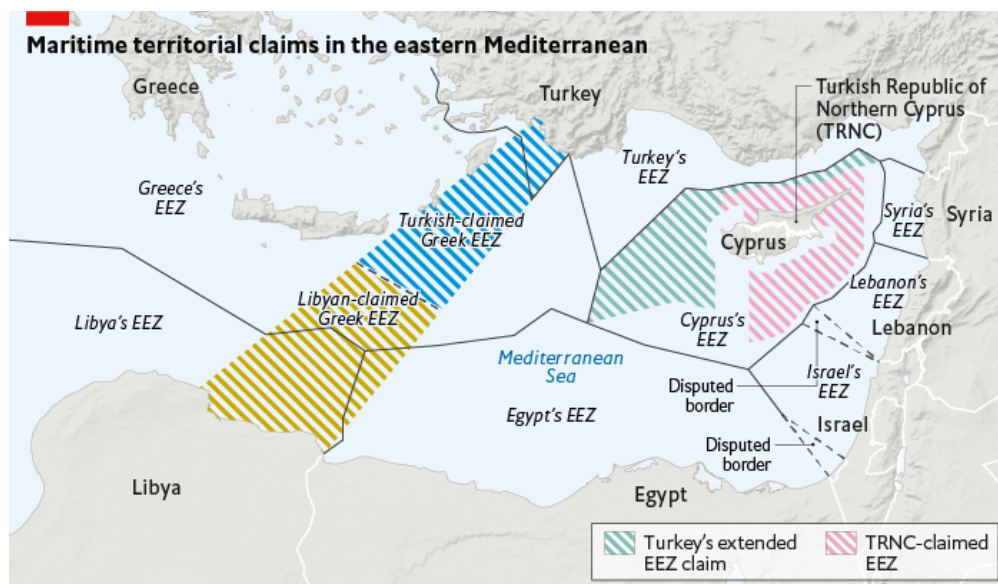 Maritime territorial claims in the eastern Mediterranean
Greece
Turkey
Turkish Republic of
Northern Cyprus
(TRNC)
Turkey's
EEZ
Greece's
EEZ
Turkish-claimed
Greek EEZ
Cyprus
Syria's
EEZ
Syria
Libyan-claimed
Greek EEZ
Lebanon's
EEZ
Libya's EEZ
Cyprus's
EEZ
Lebanon
Mediterranean
Sea
Israel's
EEZ
Disputed
border
Egypt's EEZ
Israel
Disputed
border
Libya
Egypt
Turkey's extended
EEZ claim
TRNC-claimed
EEZ